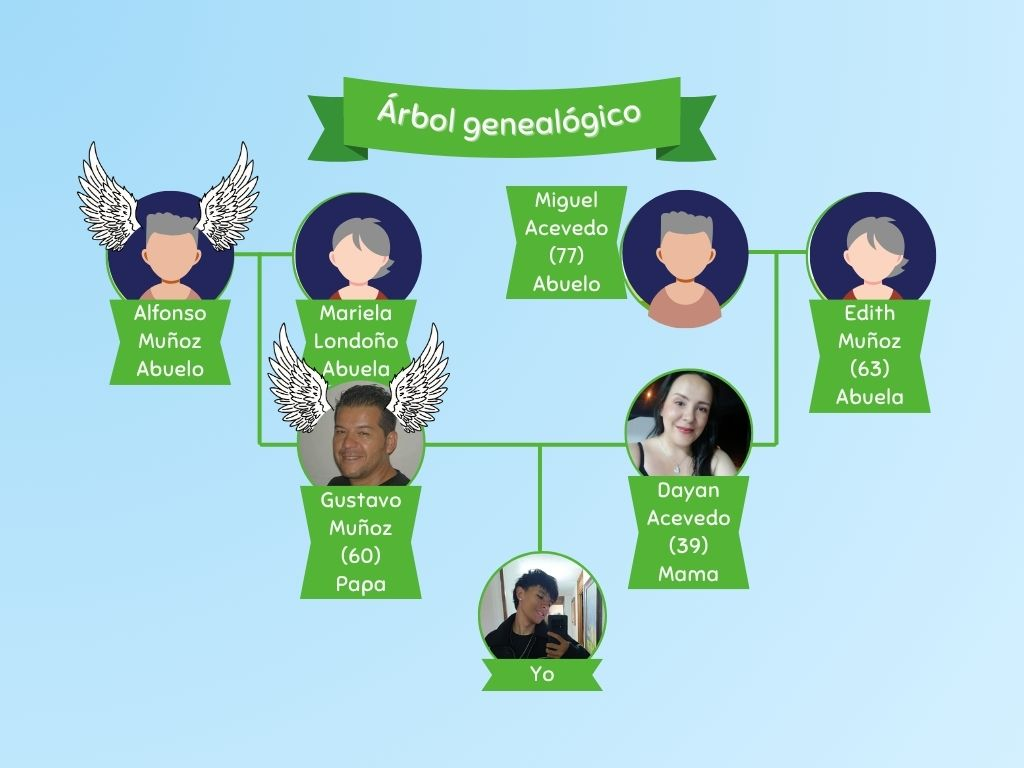 Árbol genealógico
Alfonso
Muñoz
Abuelo
Mariela
Londoño
Abuela
Miguel
Acevedo
(77)
Abuelo
Edith
Muñoz
(63)
Abuela
Gustavo
Muñoz
(60)
Papa
Dayan
Acevedo
(39)
Mama
Yo